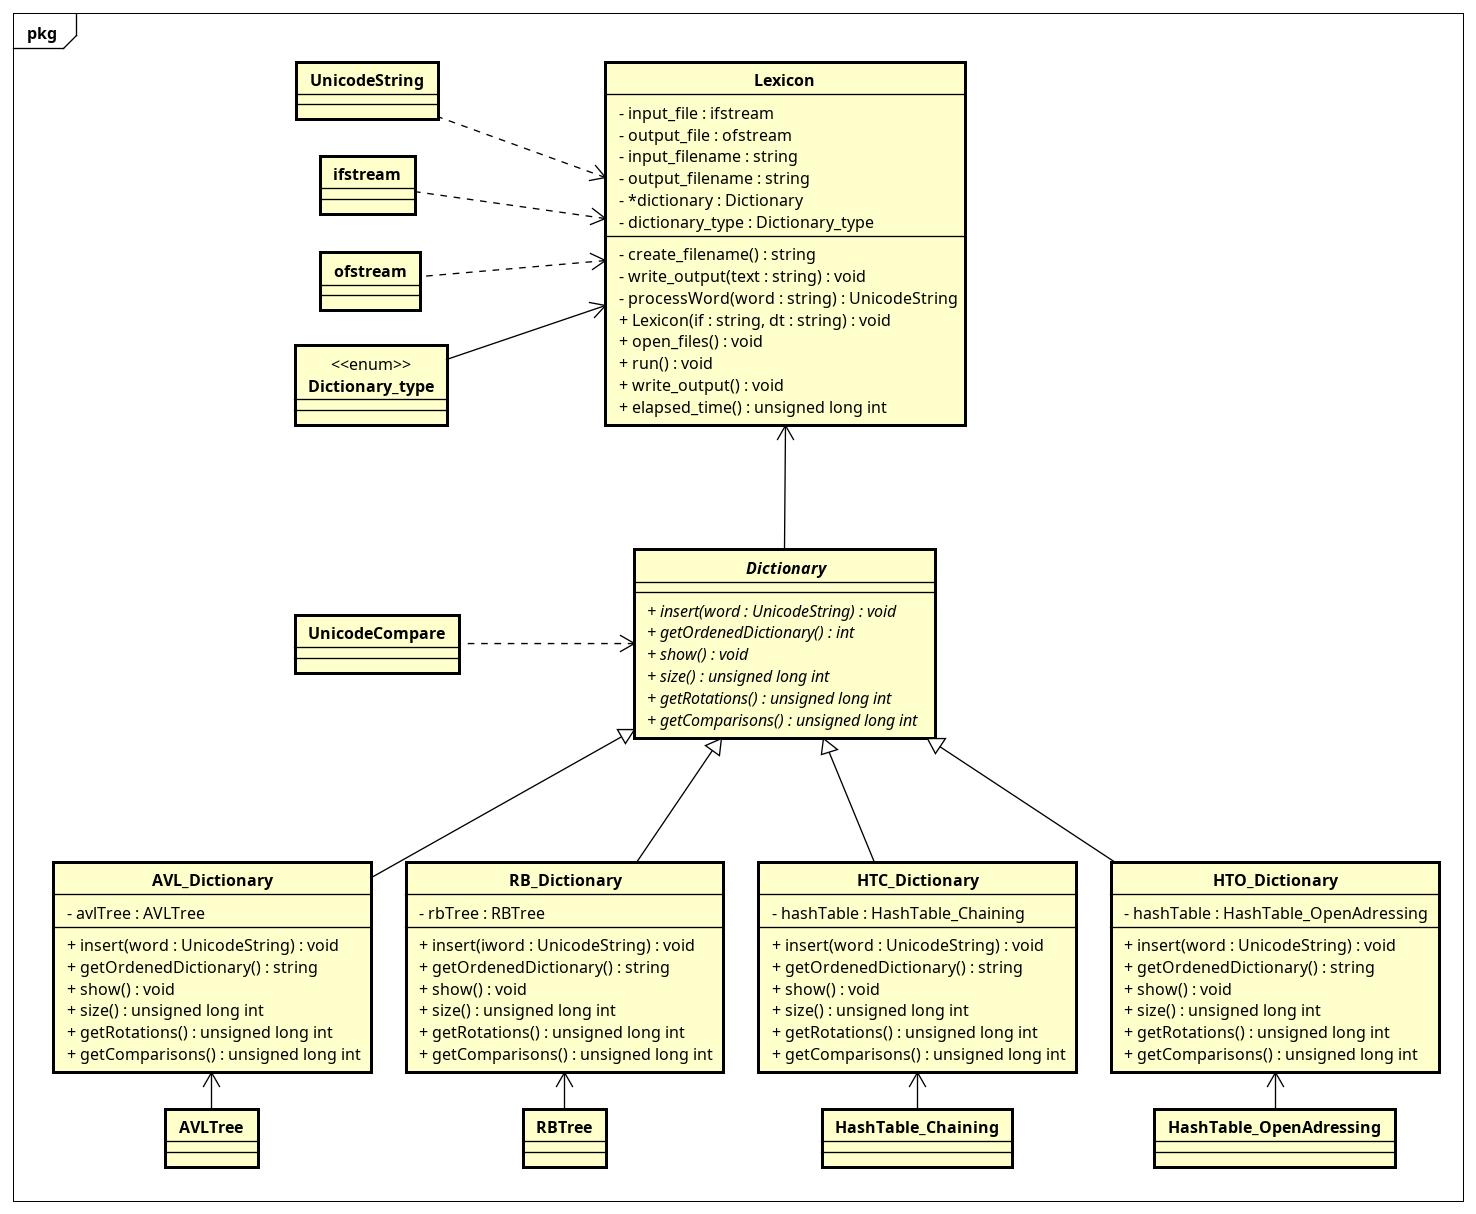 pkg
UnicodeString
ifstream
ofstream
<<enum>>
Dictionary_type
Lexicon
- input_file : ifstream
- output_file : ofstream
- input_filename : string
- output_filename : string
- *dictionary : Dictionary
- dictionary_type : Dictionary_type
- create_filename() : string
- write_output(text : string) : void
- processWord(word : string) : UnicodeString
+ Lexicon(if : string, dt : string) : void
+ open_files() : void
+ run() : void
+ write_output() : void
+ elapsed_time() : unsigned long int
UnicodeCompare
Dictionary
+ insert(word : UnicodeString) : void
+ getOrdenedDictionary() : int
+ show() : void
+ size() : unsigned long int
+ getRotations() : unsigned long int
+ getComparisons() : unsigned long int
AVL_Dictionary
- avlTree : AVLTree
+ insert(word : UnicodeString) : void
+ getOrdenedDictionary() : string
+ show() : void
+ size() : unsigned long int
+ getRotations() : unsigned long int
+ getComparisons() : unsigned long int
RB_Dictionary
- rbTree : RBTree
+ insert(iword : UnicodeString) : void
+ getOrdenedDictionary() : string
+ show() : void
+ size() : unsigned long int
+ getRotations() : unsigned long int
+ getComparisons() : unsigned long int
HTC_Dictionary
- hashTable : HashTable_Chaining
+ insert(word : UnicodeString) : void
+ getOrdenedDictionary() : string
+ show() : void
+ size() : unsigned long int
+ getRotations() : unsigned long int
+ getComparisons() : unsigned long int
HTO_Dictionary
- hashTable : HashTable_OpenAdressing
+ insert(word : UnicodeString) : void
+ getOrdenedDictionary() : string
+ show() : void
+ size() : unsigned long int
+ getRotations() : unsigned long int
+ getComparisons() : unsigned long int
AVLTree
RBTree
HashTable_Chaining
HashTable_OpenAdressing